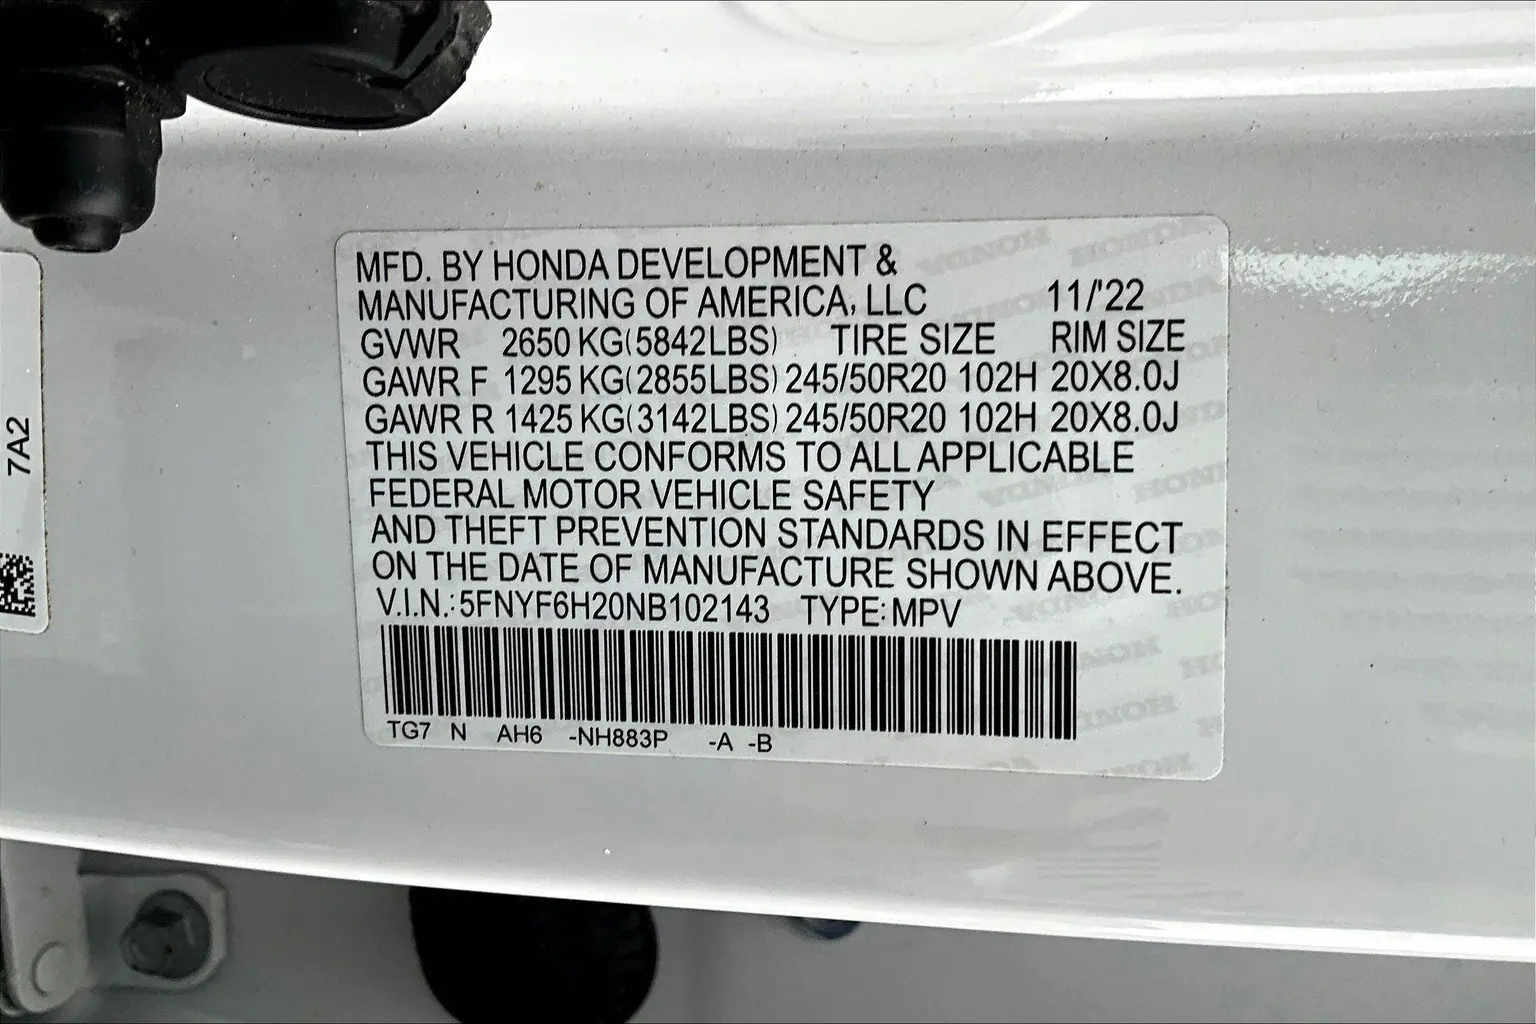 MFD. BY HONDA DEVELOPMENT &
MANUFACTURING OF AMERICA, LLC 11/'22
GVWR 2650 KG(5842LBS) TIRE SIZE RIM SIZE
GAWR F 1295 KG(2855LBS) 245/50R20 102H 20X8.0J
GAWR R 1425 KG(3142LBS) 245/50R20 102H 20X8.0J
THIS VEHICLE CONFORMS TO ALL APPLICABLE
FEDERAL MOTOR VEHICLE SAFETY
AND THEFT PREVENTION STANDARDS IN EFFECT
ON THE DATE OF MANUFACTURE SHOWN ABOVE.
V.I.N.:5FNYF6H20NB102143 TYPE:MPV
TG7 N AH6 -NH883P -A -B
7A2